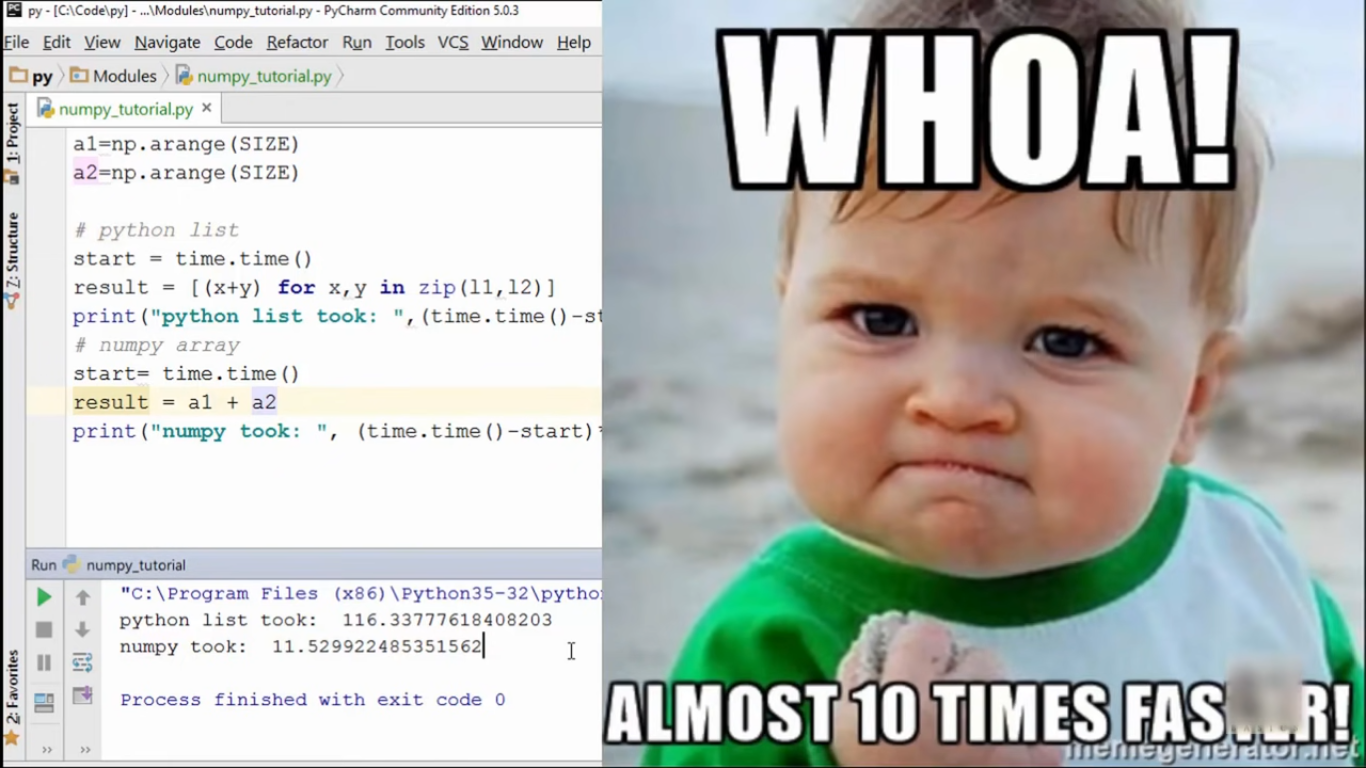 py - [C:\Code\py] - ...\Modules\numpy_tutorial.py - PyCharm Community Edition 5.0.3
File Edit View Navigate Code Refactor Run Tools VCS Window Help
py Modules numpy_tutorial.py
numpy_tutorial.py
1: Project
Z: Structure
2: Favorites
a1=np.arange(SIZE)
a2=np.arange(SIZE)
# python list
start = time.time()
result = [(x+y) for x,y in zip(l1,l2)]
print("python list took: ",(time.time()-st
# numpy array
start= time.time()
result = a1 + a2
print("numpy took: ", (time.time()-start)*
Run numpy_tutorial
"C:\Program Files (x86)\Python35-32\pytho
python list took: 116.33777618408203
numpy took: 11.529922485351562
Process finished with exit code 0
WHOA!
ALMOST 10 TIMES FASTER!
memegenerator.net